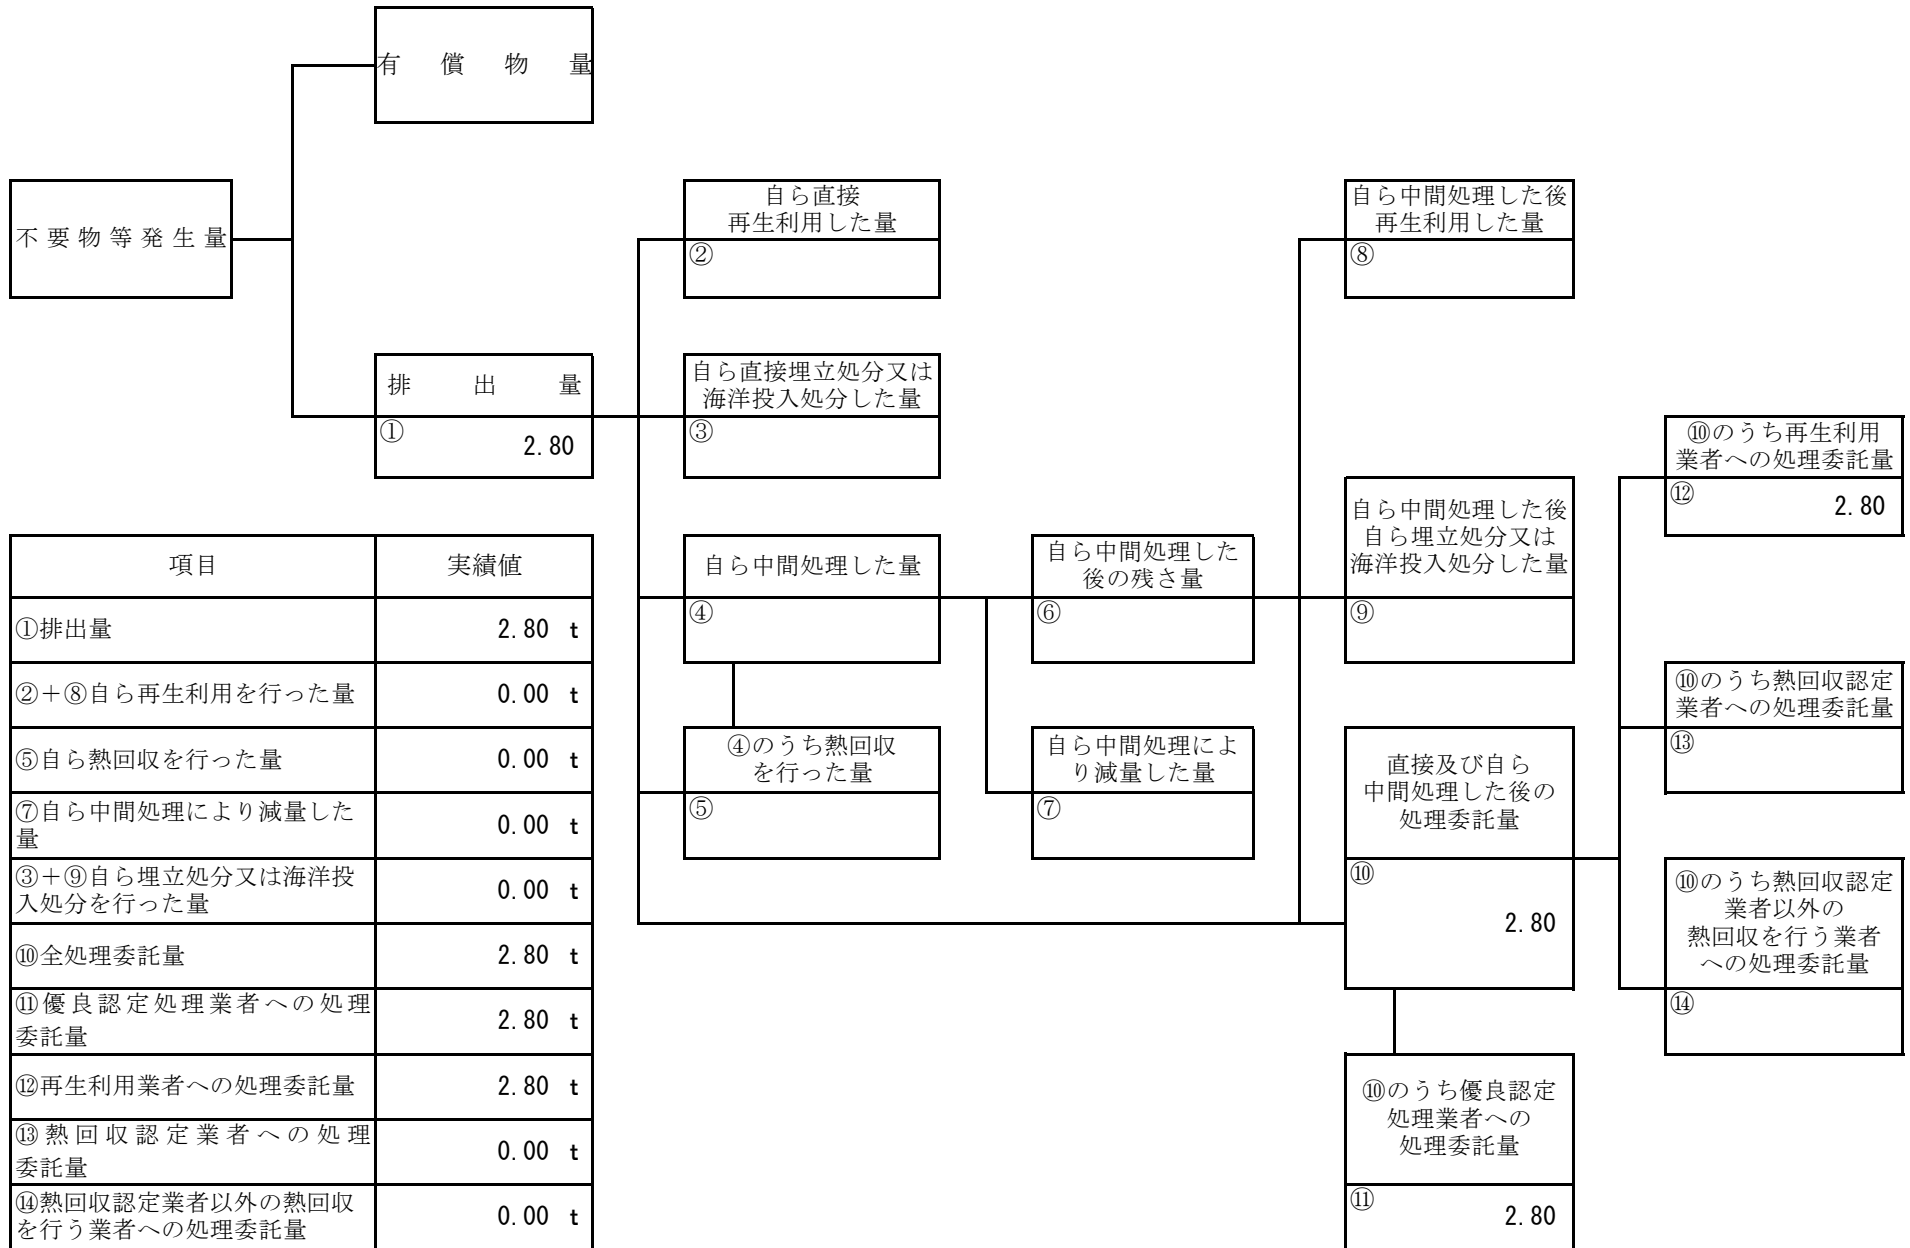 有償物量
不要物等発生量
排出量
①
2.80
自ら直接
再生利用した量
②
自ら直接埋立処分又は
海洋投入処分した量
③
自ら中間処理した量
④
④のうち熱回収
を行った量
⑤
自ら中間処理した
後の残さ量
⑥
自ら中間処理によ
り減量した量
⑦
自ら中間処理した後
再生利用した量
⑧
自ら中間処理した後
自ら埋立処分又は
海洋投入処分した量
⑨
直接及び自ら
中間処理した後の
処理委託量
⑩
2.80
⑩のうち優良認定
処理業者への
処理委託量
⑪
2.80
⑩のうち再生利用
業者への処理委託量
⑫
2.80
⑩のうち熱回収認定
業者への処理委託量
⑬
⑩のうち熱回収認定
業者以外の
熱回収を行う業者
への処理委託量
⑭
項目 実績値
①排出量 2.80 t
②＋⑧自ら再生利用を行った量 0.00 t
⑤自ら熱回収を行った量 0.00 t
⑦自ら中間処理により減量した
量 0.00 t
③＋⑨自ら埋立処分又は海洋投
入処分を行った量 0.00 t
⑩全処理委託量 2.80 t
⑪優良認定処理業者への処理
委託量 2.80 t
⑫再生利用業者への処理委託量 2.80 t
⑬熱回収認定業者への処理
委託量 0.00 t
⑭熱回収認定業者以外の熱回収
を行う業者への処理委託量 0.00 t